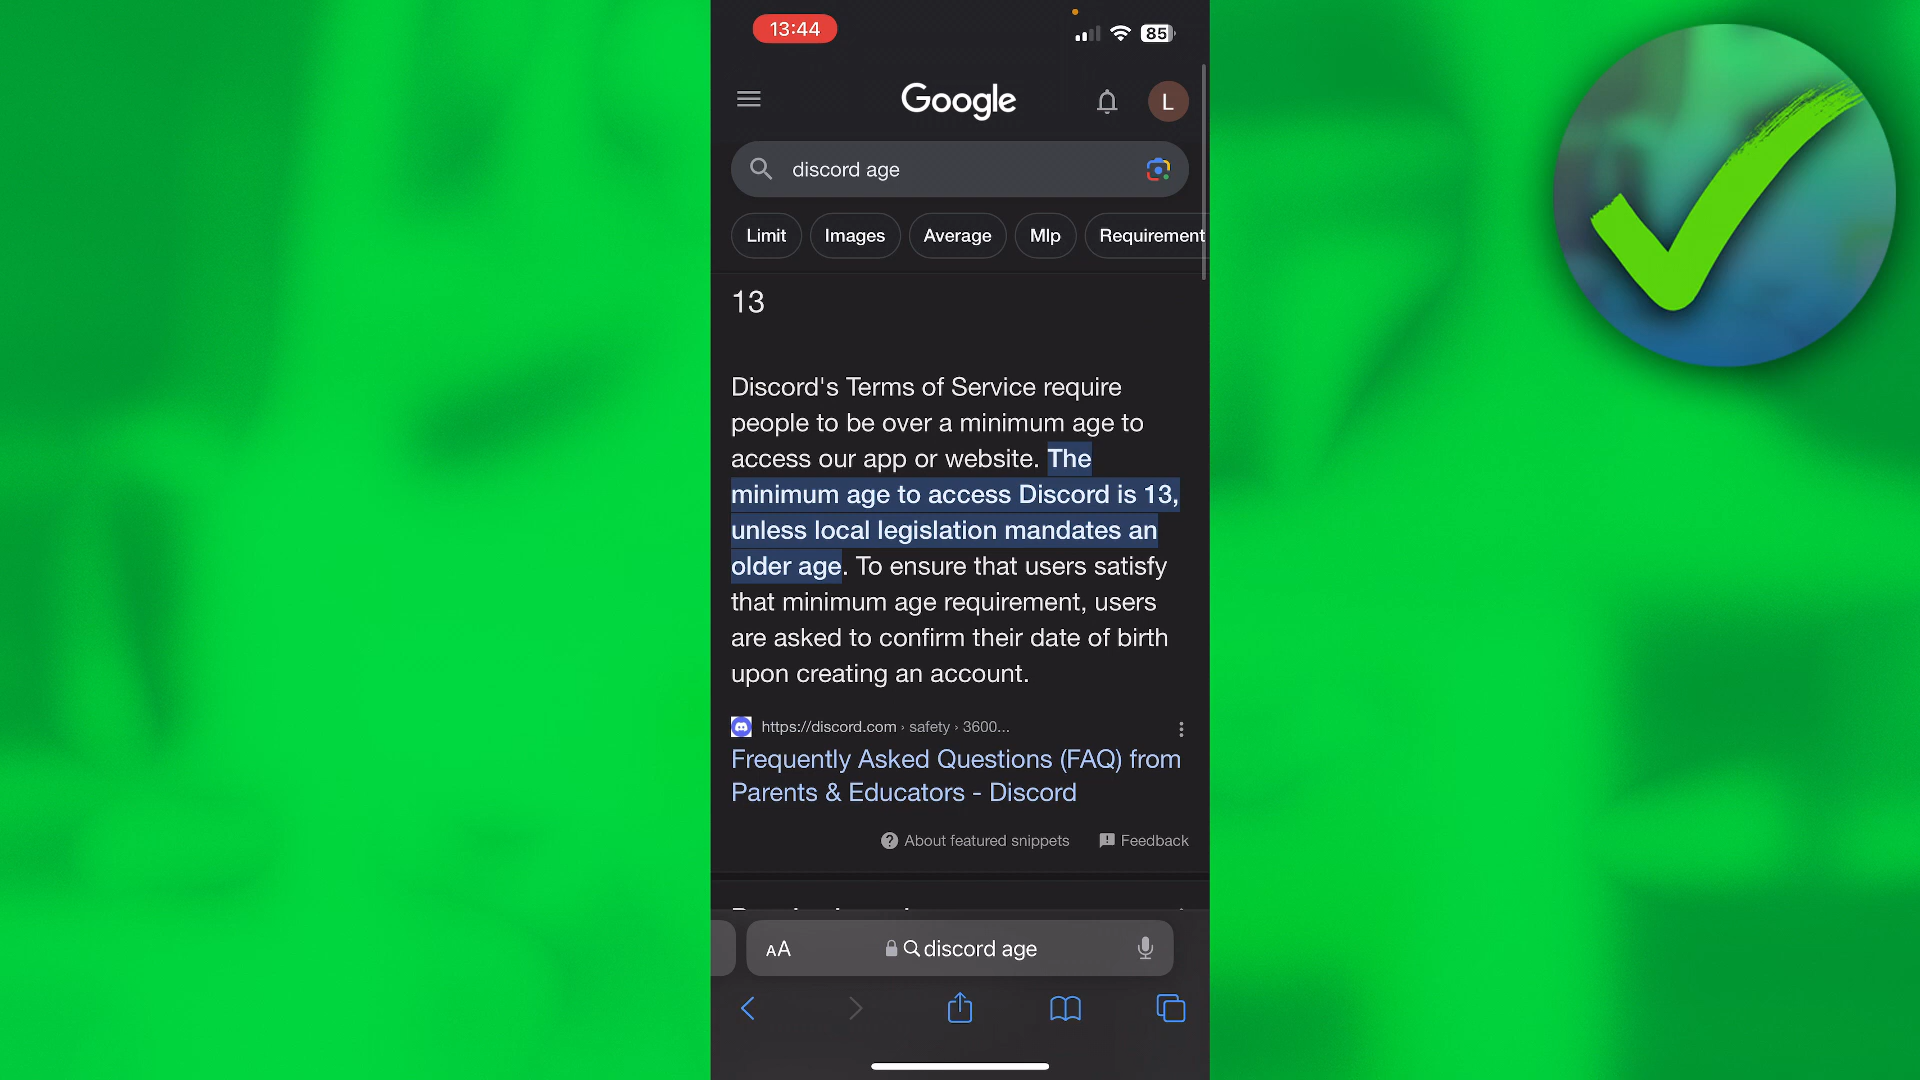 13:44
85
Google
L
discord age
Limit Images Average Mlp Requirement
13
Discord's Terms of Service require
people to be over a minimum age to
access our app or website. The
minimum age to access Discord is 13,
unless local legislation mandates an
older age. To ensure that users satisfy
that minimum age requirement, users
are asked to confirm their date of birth
upon creating an account.
https://discord.com › safety › 3600...
Frequently Asked Questions (FAQ) from
Parents & Educators - Discord
About featured snippets Feedback
AA discord age